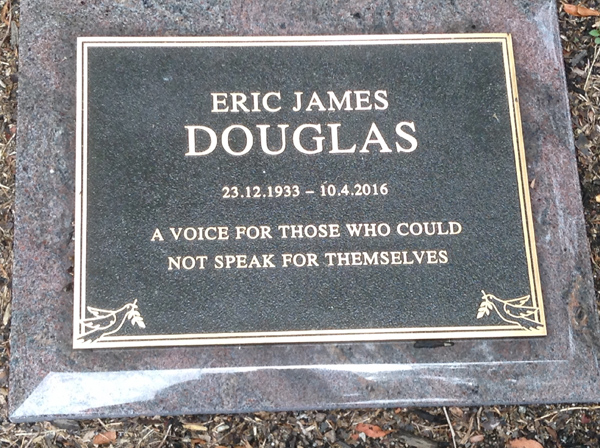 ERIC JAMES
DOUGLAS
23.12.1933 – 10.4.2016
A VOICE FOR THOSE WHO COULD
NOT SPEAK FOR THEMSELVES